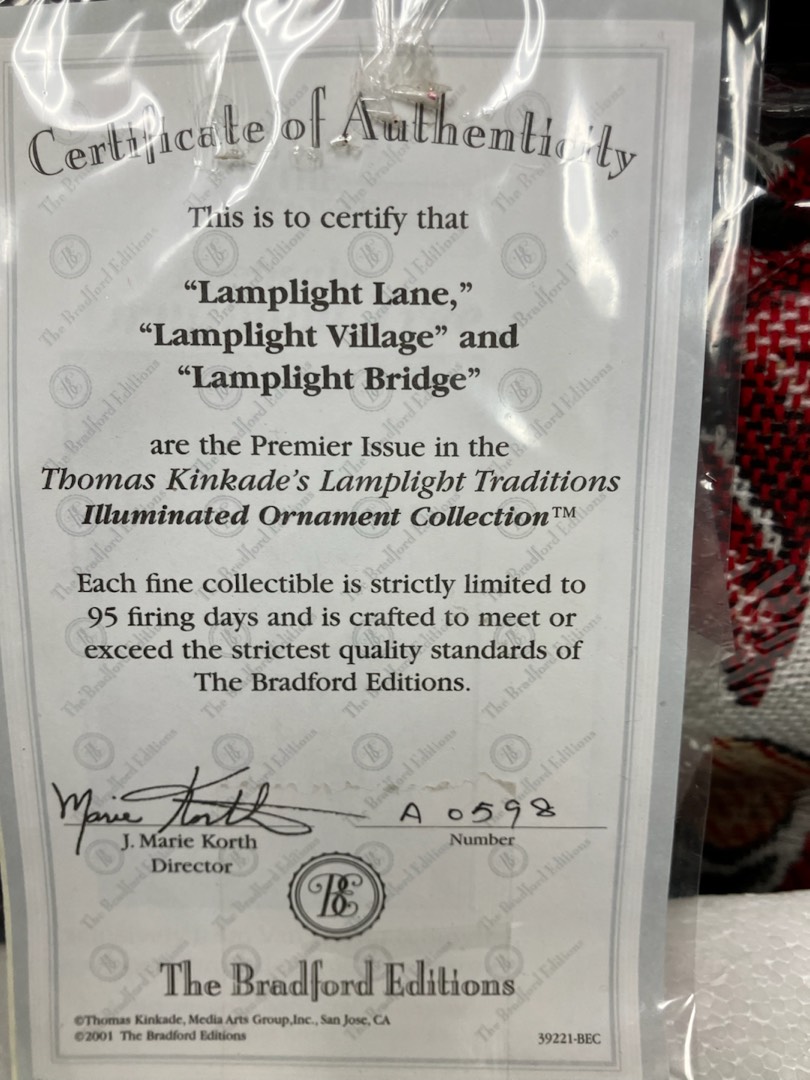 Certificate of Authenticity
This is to certify that
“Lamplight Lane,”
“Lamplight Village” and
“Lamplight Bridge”
are the Premier Issue in the
Thomas Kinkade’s Lamplight Traditions
Illuminated Ornament Collection™
Each fine collectible is strictly limited to
95 firing days and is crafted to meet or
exceed the strictest quality standards of
The Bradford Editions.
Marie Korth A 0598
J. Marie Korth Number
Director
BE
The Bradford Editions
©Thomas Kinkade, Media Arts Group,Inc., San Jose, CA
©2001 The Bradford Editions 39221-BEC